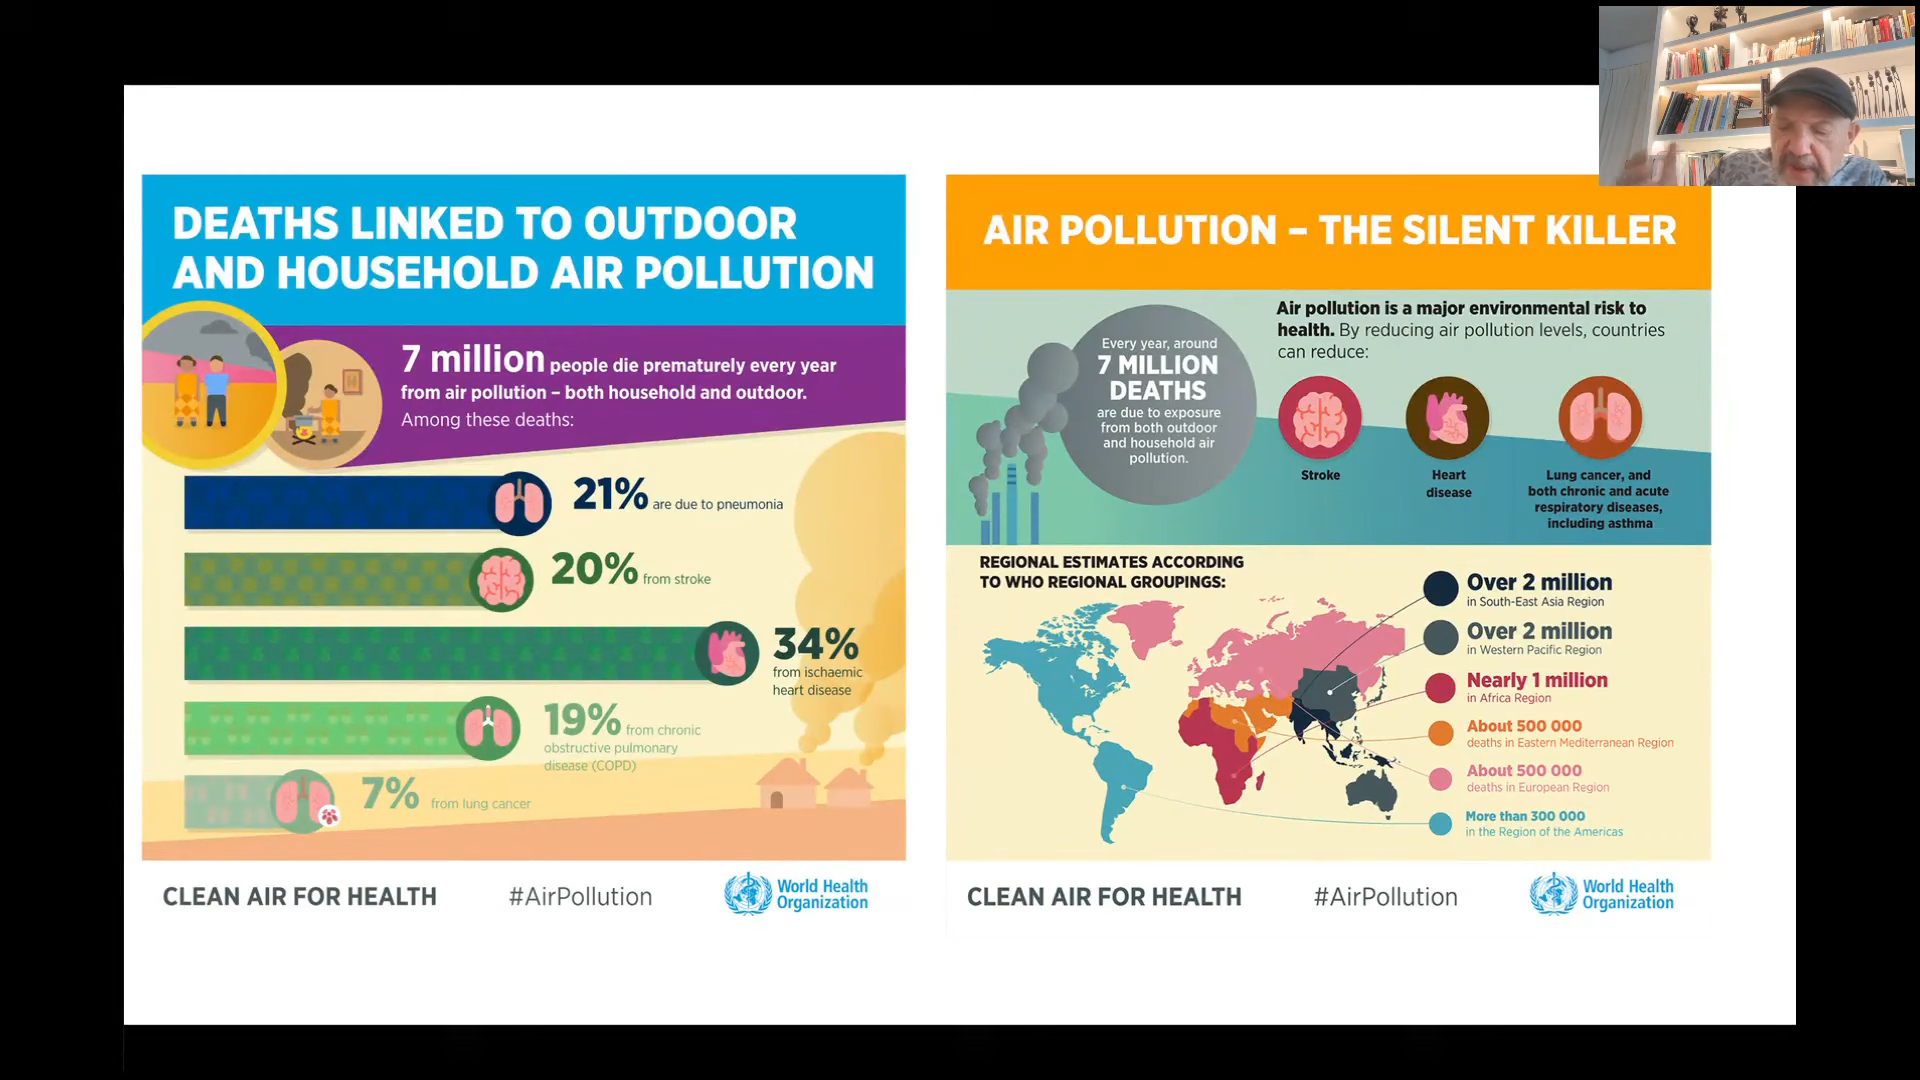 DEATHS LINKED TO OUTDOOR
AND HOUSEHOLD AIR POLLUTION
7 million people die prematurely every year
from air pollution – both household and outdoor.
Among these deaths:
21% are due to pneumonia
20% from stroke
34%
from ischaemic
heart disease
19% from chronic
obstructive pulmonary
disease (COPD)
7% from lung cancer
CLEAN AIR FOR HEALTH
#AirPollution
World Health
Organization
AIR POLLUTION – THE SILENT KILLER
Every year, around
7 MILLION
DEATHS
are due to exposure
from both outdoor
and household air
pollution.
Air pollution is a major environmental risk to
health. By reducing air pollution levels, countries
can reduce:
Stroke
Heart
disease
Lung cancer, and
both chronic and acute
respiratory diseases,
including asthma
REGIONAL ESTIMATES ACCORDING
TO WHO REGIONAL GROUPINGS:
Over 2 million
in South-East Asia Region
Over 2 million
in Western Pacific Region
Nearly 1 million
in Africa Region
About 500 000
deaths in Eastern Mediterranean Region
About 500 000
deaths in European Region
More than 300 000
in the Region of the Americas
CLEAN AIR FOR HEALTH
#AirPollution
World Health
Organization